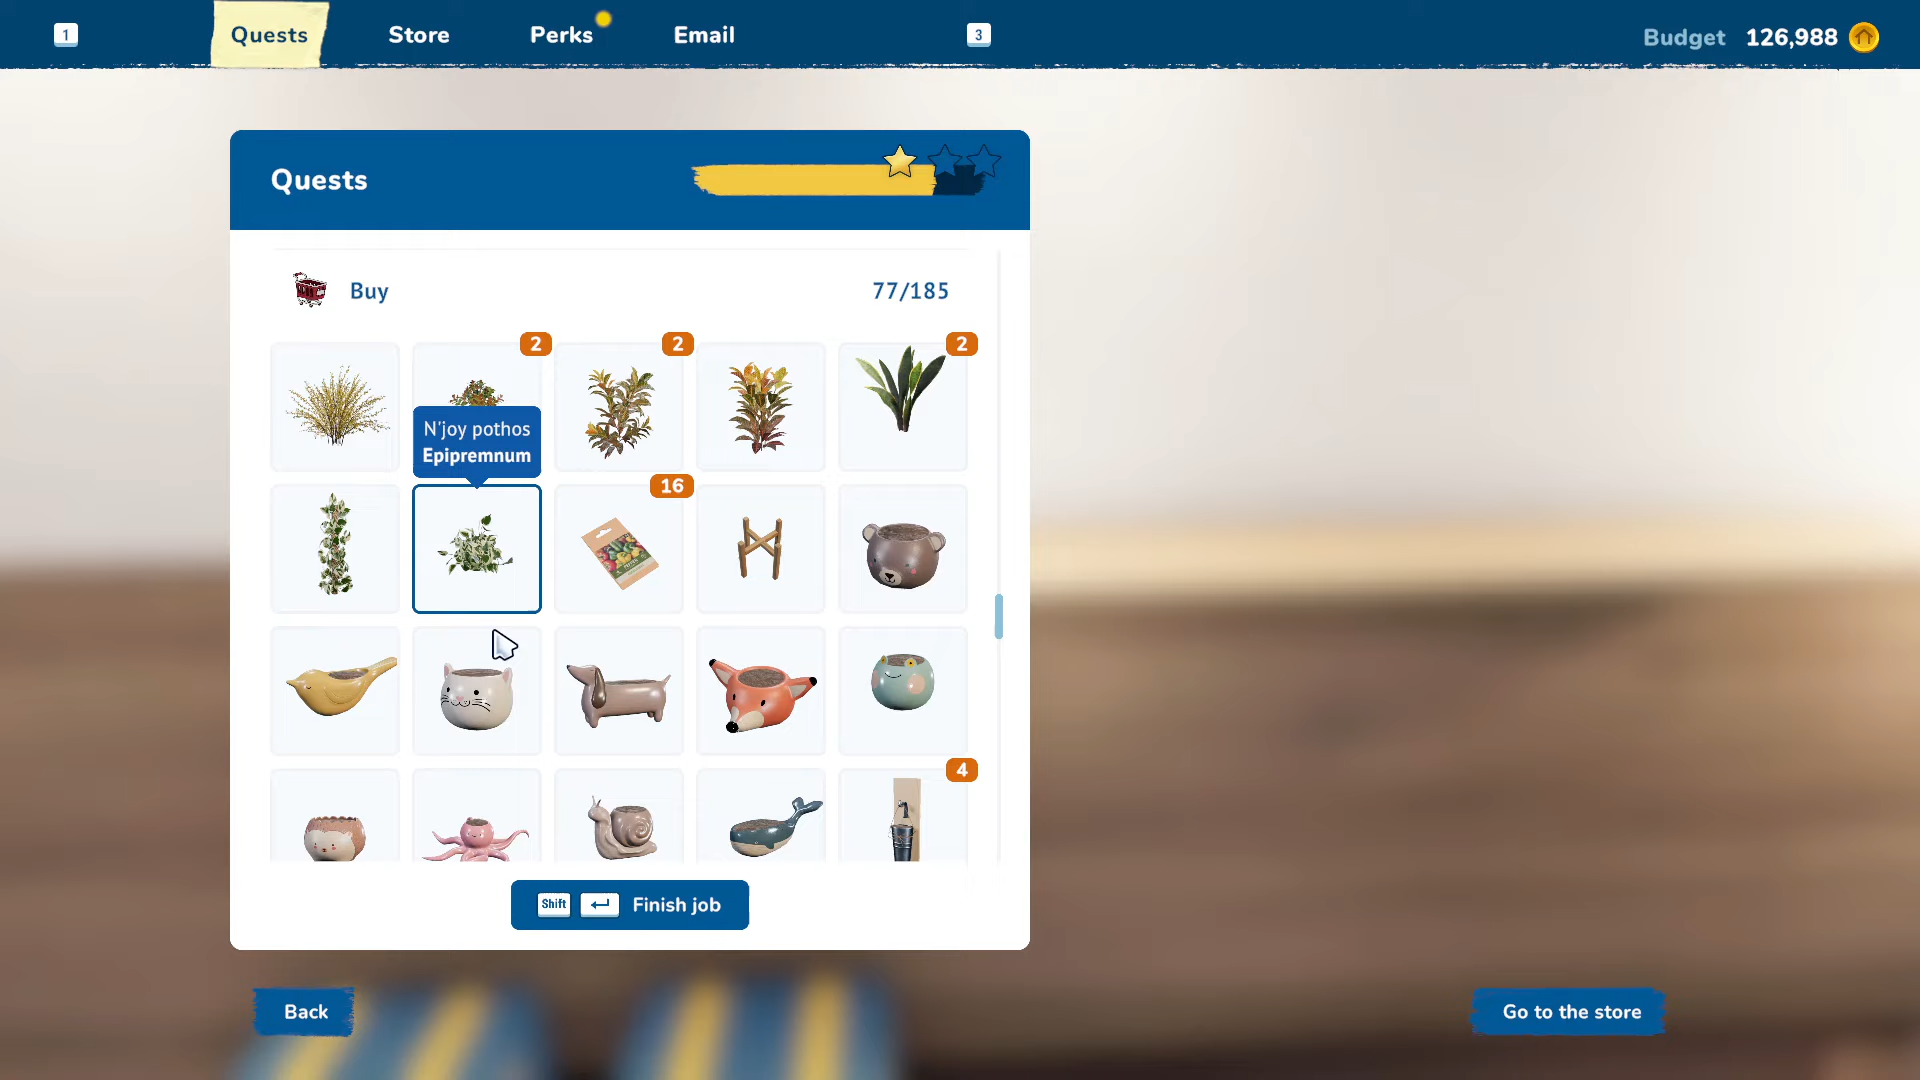 1
Quests
Store
Perks
Email
3
Budget 126,988
Quests
Buy
77/185
2
2
2
N'joy pothos
Epipremnum
16
4
Shift
Finish job
Back
Go to the store